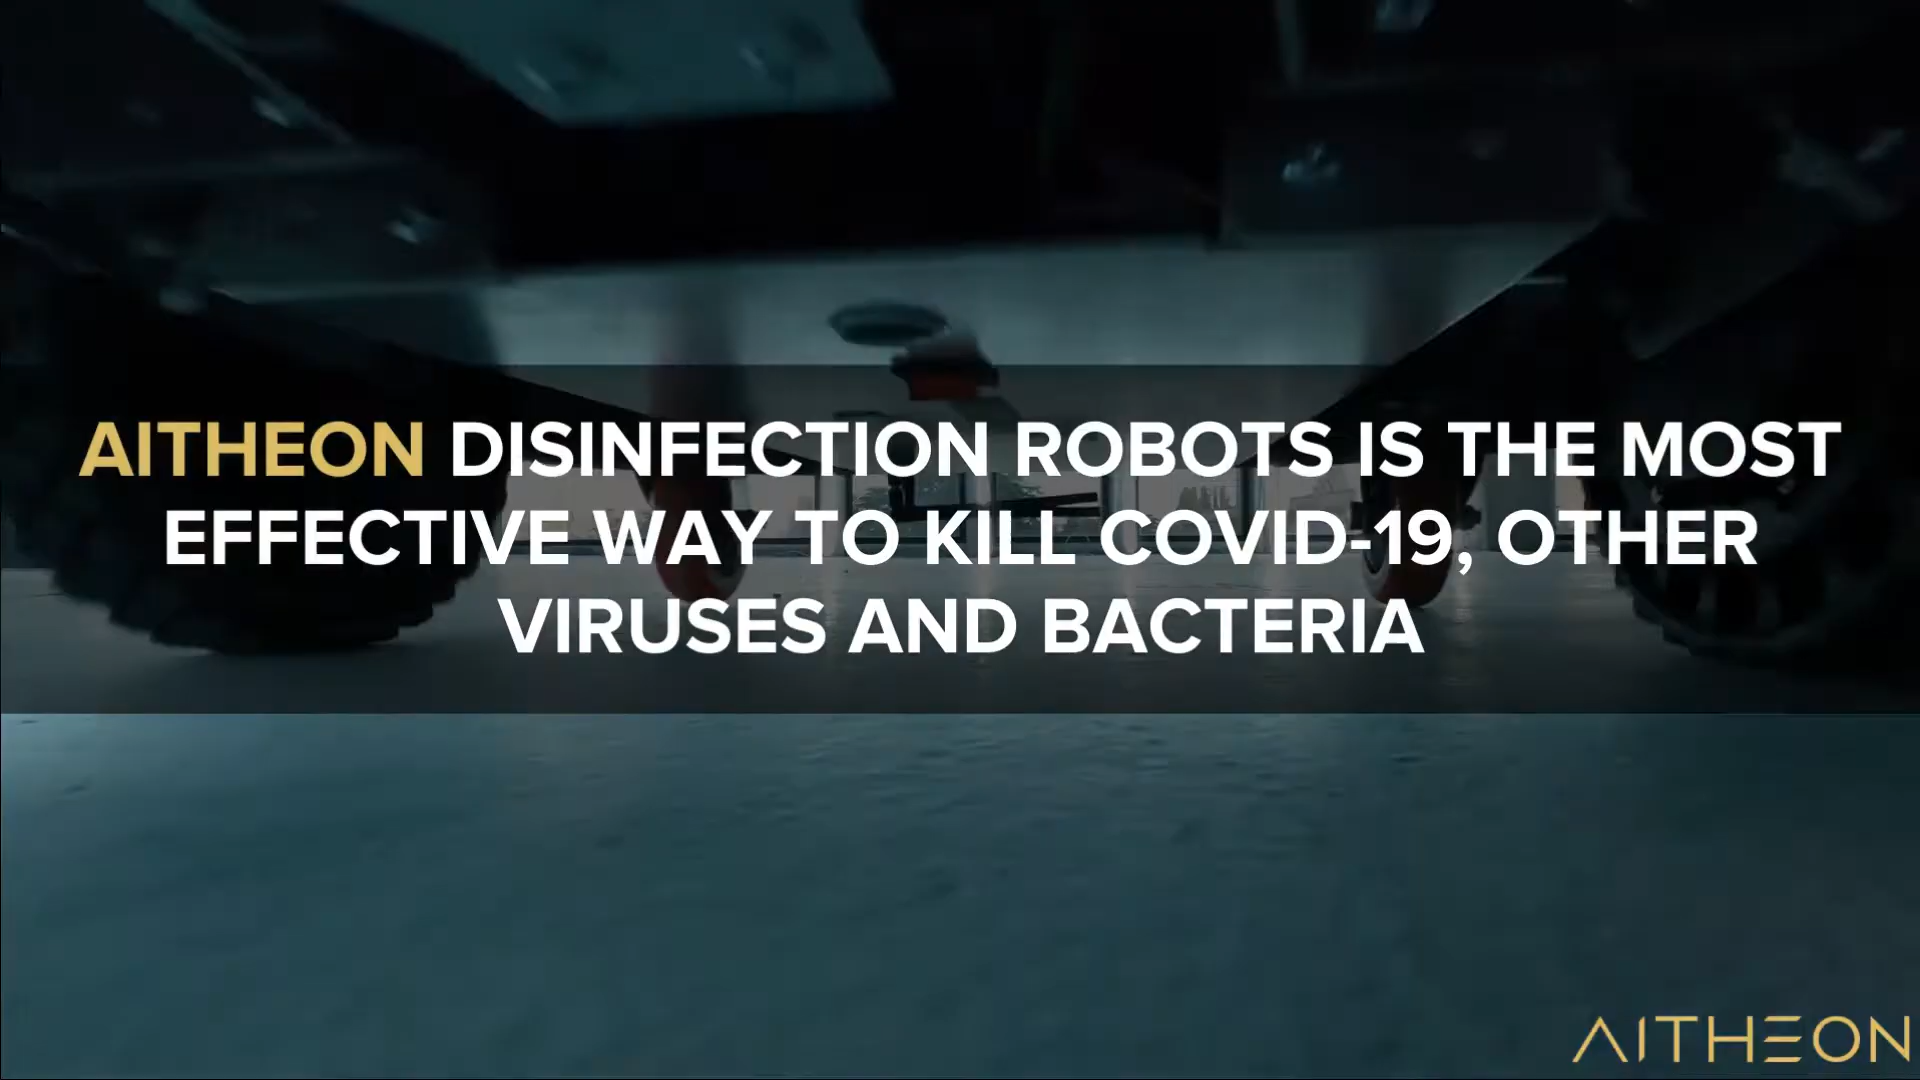 AITHEON DISINFECTION ROBOTS IS THE MOST
EFFECTIVE WAY TO KILL COVID-19, OTHER
VIRUSES AND BACTERIA
AITHEON